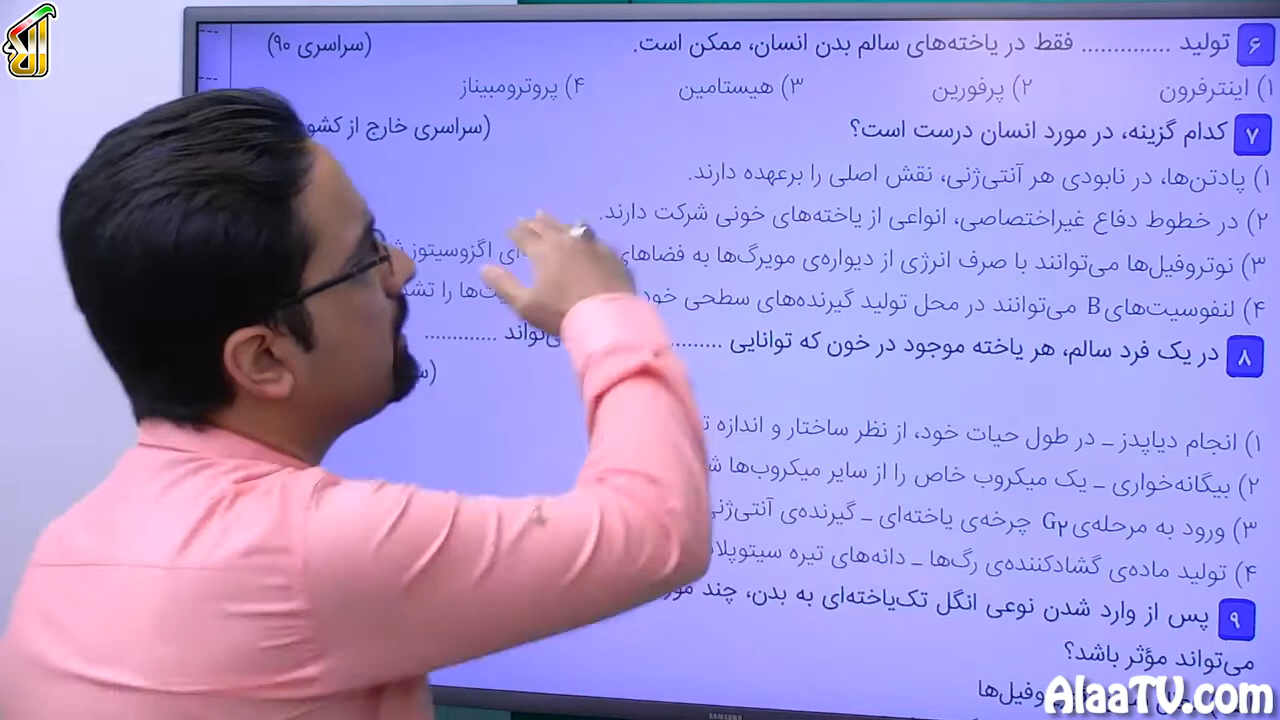 ۶ تولید .............. فقط در یاخته‌های سالم بدن انسان، ممکن است. (سراسری ۹۰)
۱) اینترفرون ۲) پرفورین ۳) هیستامین ۴) پروترومبیناز
۷ کدام گزینه، در مورد انسان درست است؟ (سراسری خارج از کشو
۱) پادتن‌ها، در نابودی هر آنتی‌ژنی، نقش اصلی را برعهده دارند.
۲) در خطوط دفاع غیراختصاصی، انواعی از یاخته‌های خونی شرکت دارند.
۳) نوتروفیل‌ها می‌توانند با صرف انرژی از دیواره‌ی مویرگ‌ها به فضاهای اگزوسیتوز
۴) لنفوسیت‌های B می‌توانند در محل تولید گیرنده‌های سطحی خود را تشد
۸ در یک فرد سالم، هر یاخته موجود در خون که توانایی ............ می‌تواند ............
۱) انجام دیاپدز ـ در طول حیات خود، از نظر ساختار و اندازه
۲) بیگانه‌خواری ـ یک میکروب خاص را از سایر میکروب‌ها
۳) ورود به مرحله‌ی G۲ چرخه‌ی یاخته‌ای ـ گیرنده‌ی آنتی‌ژنی
۴) تولید ماده‌ی گشادکننده‌ی رگ‌ها ـ دانه‌های تیره سیتوپلا
۹ پس از وارد شدن نوعی انگل تک‌یاخته‌ای به بدن، چند مور
می‌تواند مؤثر باشد؟
AlaaTV.com
SAMSUNG